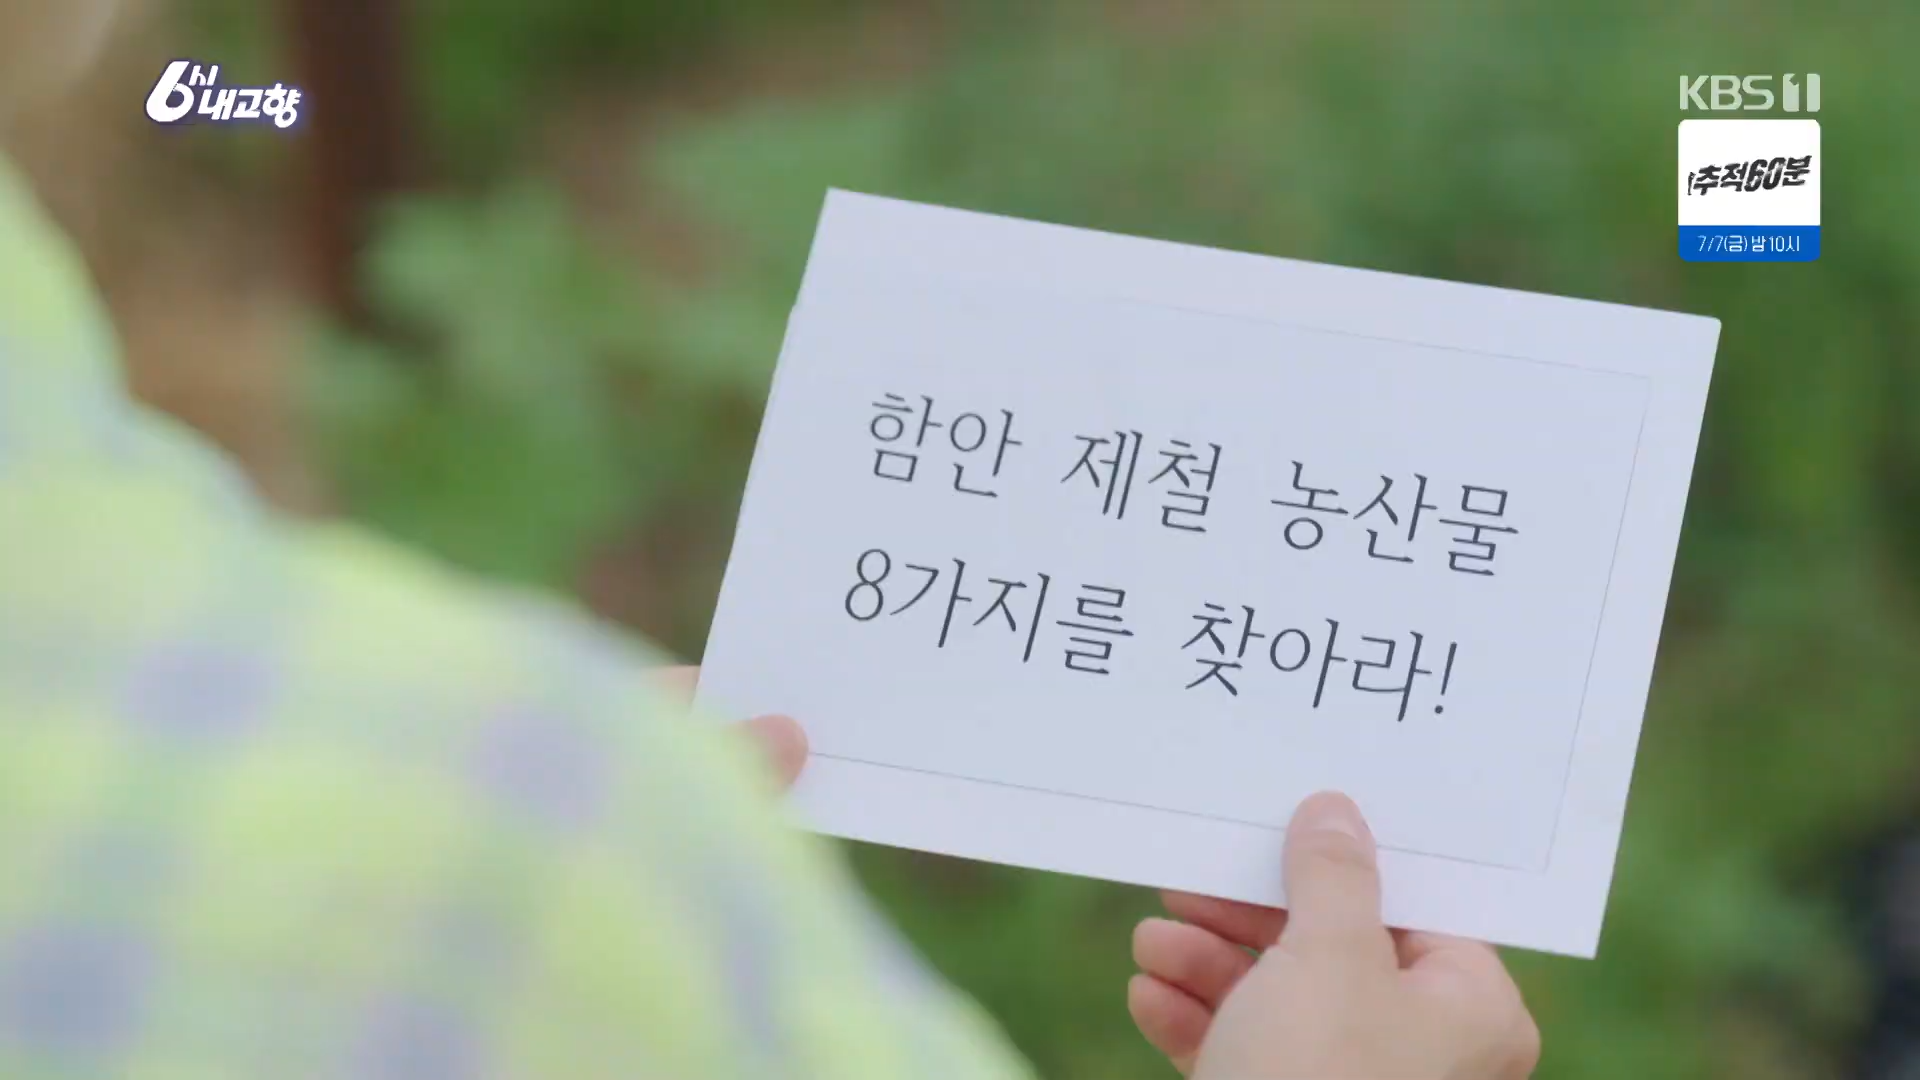 6시 내고향
KBS 1
추적60분
7/7(금) 밤 10시
함안 제철 농산물
8가지를 찾아라!